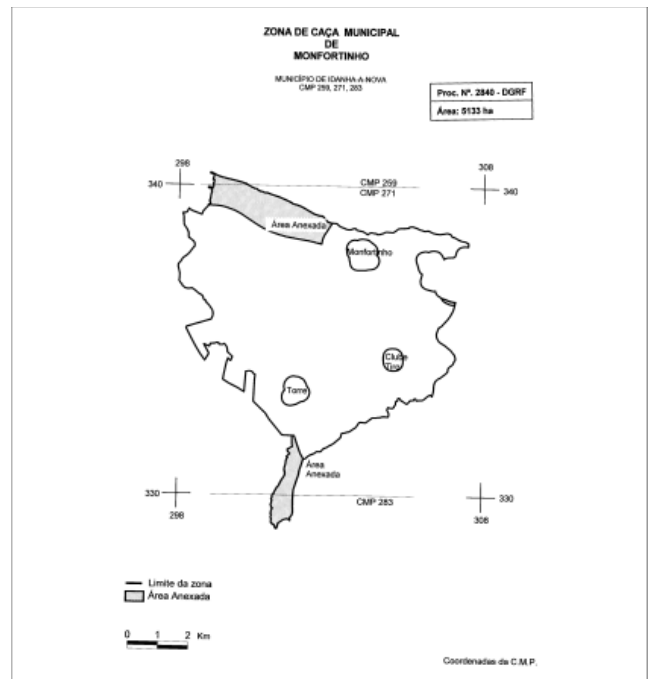 ZONA DE CAÇA MUNICIPAL
DE
MONFORTINHO
MUNICÍPIO DE IDANHA-A-NOVA
CMP 259, 271, 283
Proc. Nº. 2840 - DGRF
Área: 5133 ha
298
308
340
CMP 259
CMP 271
340
Área Anexada
Monfortinho
Clube
Tiro
Torre
Área
Anexada
330
CMP 283
330
298
308
Limite da zona
Área Anexada
0 1 2 Km
Coordenadas da C.M.P.